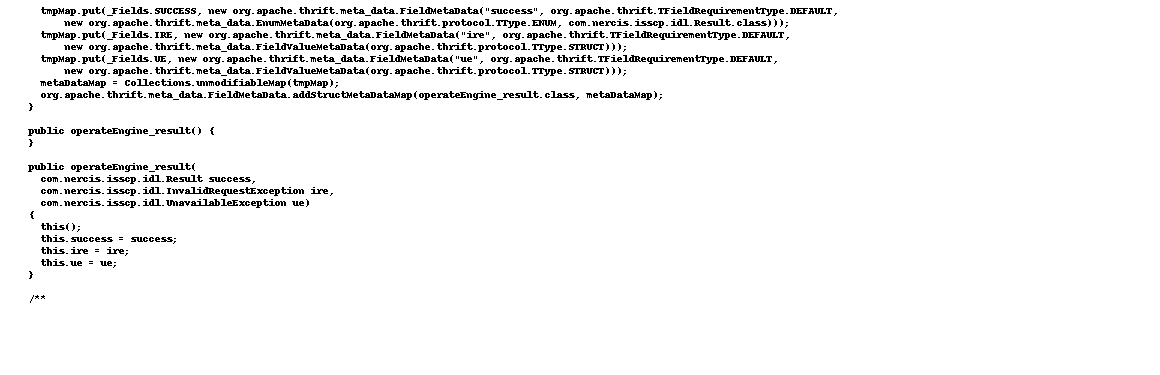 tmpMap.put(_Fields.SUCCESS, new org.apache.thrift.meta_data.FieldMetaData("success", org.apache.thrift.TFieldRequirementType.DEFAULT,
new org.apache.thrift.meta_data.EnumMetaData(org.apache.thrift.protocol.TType.ENUM, com.nercis.isscp.idl.Result.class)));
tmpMap.put(_Fields.IRE, new org.apache.thrift.meta_data.FieldMetaData("ire", org.apache.thrift.TFieldRequirementType.DEFAULT,
new org.apache.thrift.meta_data.FieldValueMetaData(org.apache.thrift.protocol.TType.STRUCT)));
tmpMap.put(_Fields.UE, new org.apache.thrift.meta_data.FieldMetaData("ue", org.apache.thrift.TFieldRequirementType.DEFAULT,
new org.apache.thrift.meta_data.FieldValueMetaData(org.apache.thrift.protocol.TType.STRUCT)));
metaDataMap = Collections.unmodifiableMap(tmpMap);
org.apache.thrift.meta_data.FieldMetaData.addStructMetaDataMap(operateEngine_result.class, metaDataMap);
}
public operateEngine_result() {
}
public operateEngine_result(
com.nercis.isscp.idl.Result success,
com.nercis.isscp.idl.InvalidRequestException ire,
com.nercis.isscp.idl.UnavailableException ue)
{
this();
this.success = success;
this.ire = ire;
this.ue = ue;
}
/**